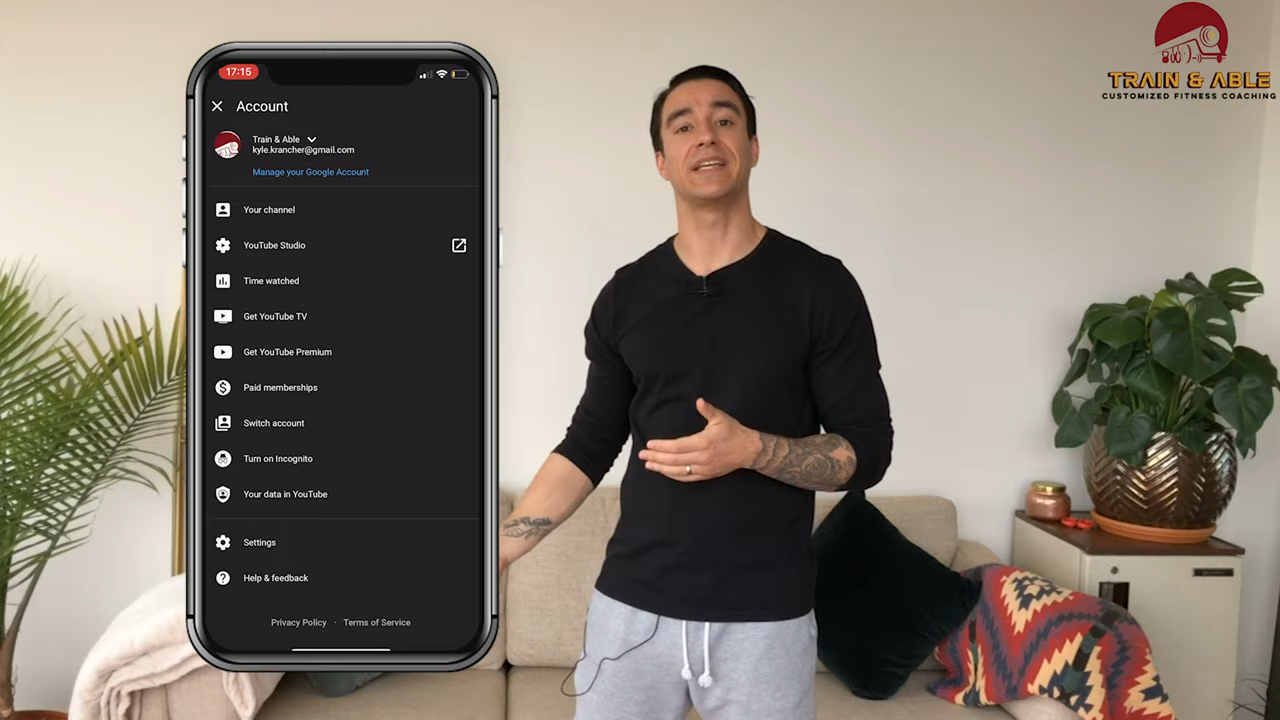 17:15
Account
Train & Able
kyle.krancher@gmail.com
Manage your Google Account
Your channel
YouTube Studio
Time watched
Get YouTube TV
Get YouTube Premium
Paid memberships
Switch account
Turn on Incognito
Your data in YouTube
Settings
Help & feedback
Privacy Policy · Terms of Service
TRAIN & ABLE
CUSTOMIZED FITNESS COACHING